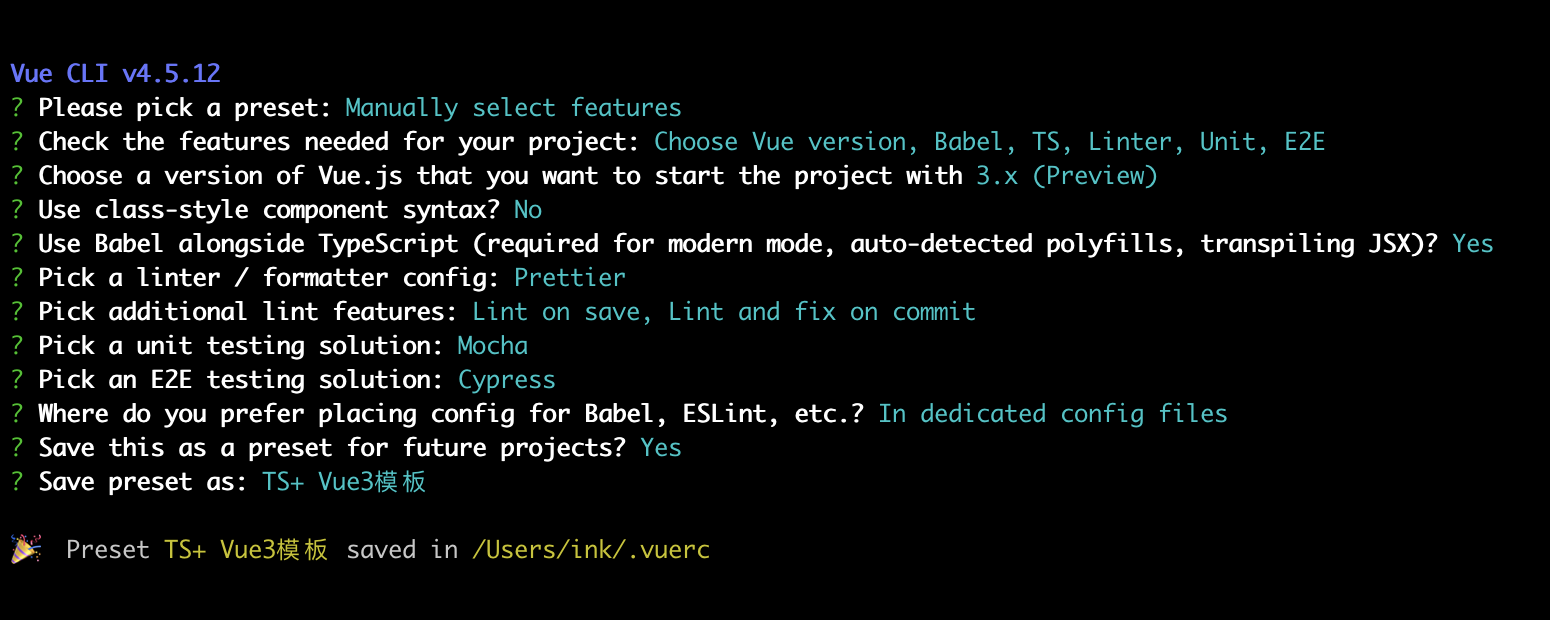 Vue CLI v4.5.12
? Please pick a preset: Manually select features
? Check the features needed for your project: Choose Vue version, Babel, TS, Linter, Unit, E2E
? Choose a version of Vue.js that you want to start the project with 3.x (Preview)
? Use class-style component syntax? No
? Use Babel alongside TypeScript (required for modern mode, auto-detected polyfills, transpiling JSX)? Yes
? Pick a linter / formatter config: Prettier
? Pick additional lint features: Lint on save, Lint and fix on commit
? Pick a unit testing solution: Mocha
? Pick an E2E testing solution: Cypress
? Where do you prefer placing config for Babel, ESLint, etc.? In dedicated config files
? Save this as a preset for future projects? Yes
? Save preset as: TS+ Vue3模板
🎉 Preset TS+ Vue3模板 saved in /Users/ink/.vuerc